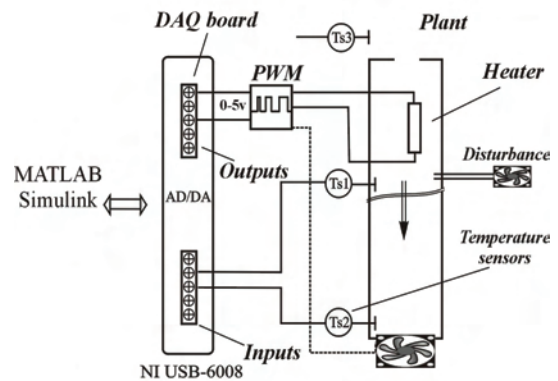 DAQ board
Plant
Ts3
PWM
Heater
0-5v
Disturbance
Outputs
MATLAB
Simulink
AD/DA
Ts1
Temperature
sensors
Ts2
Inputs
NI USB-6008